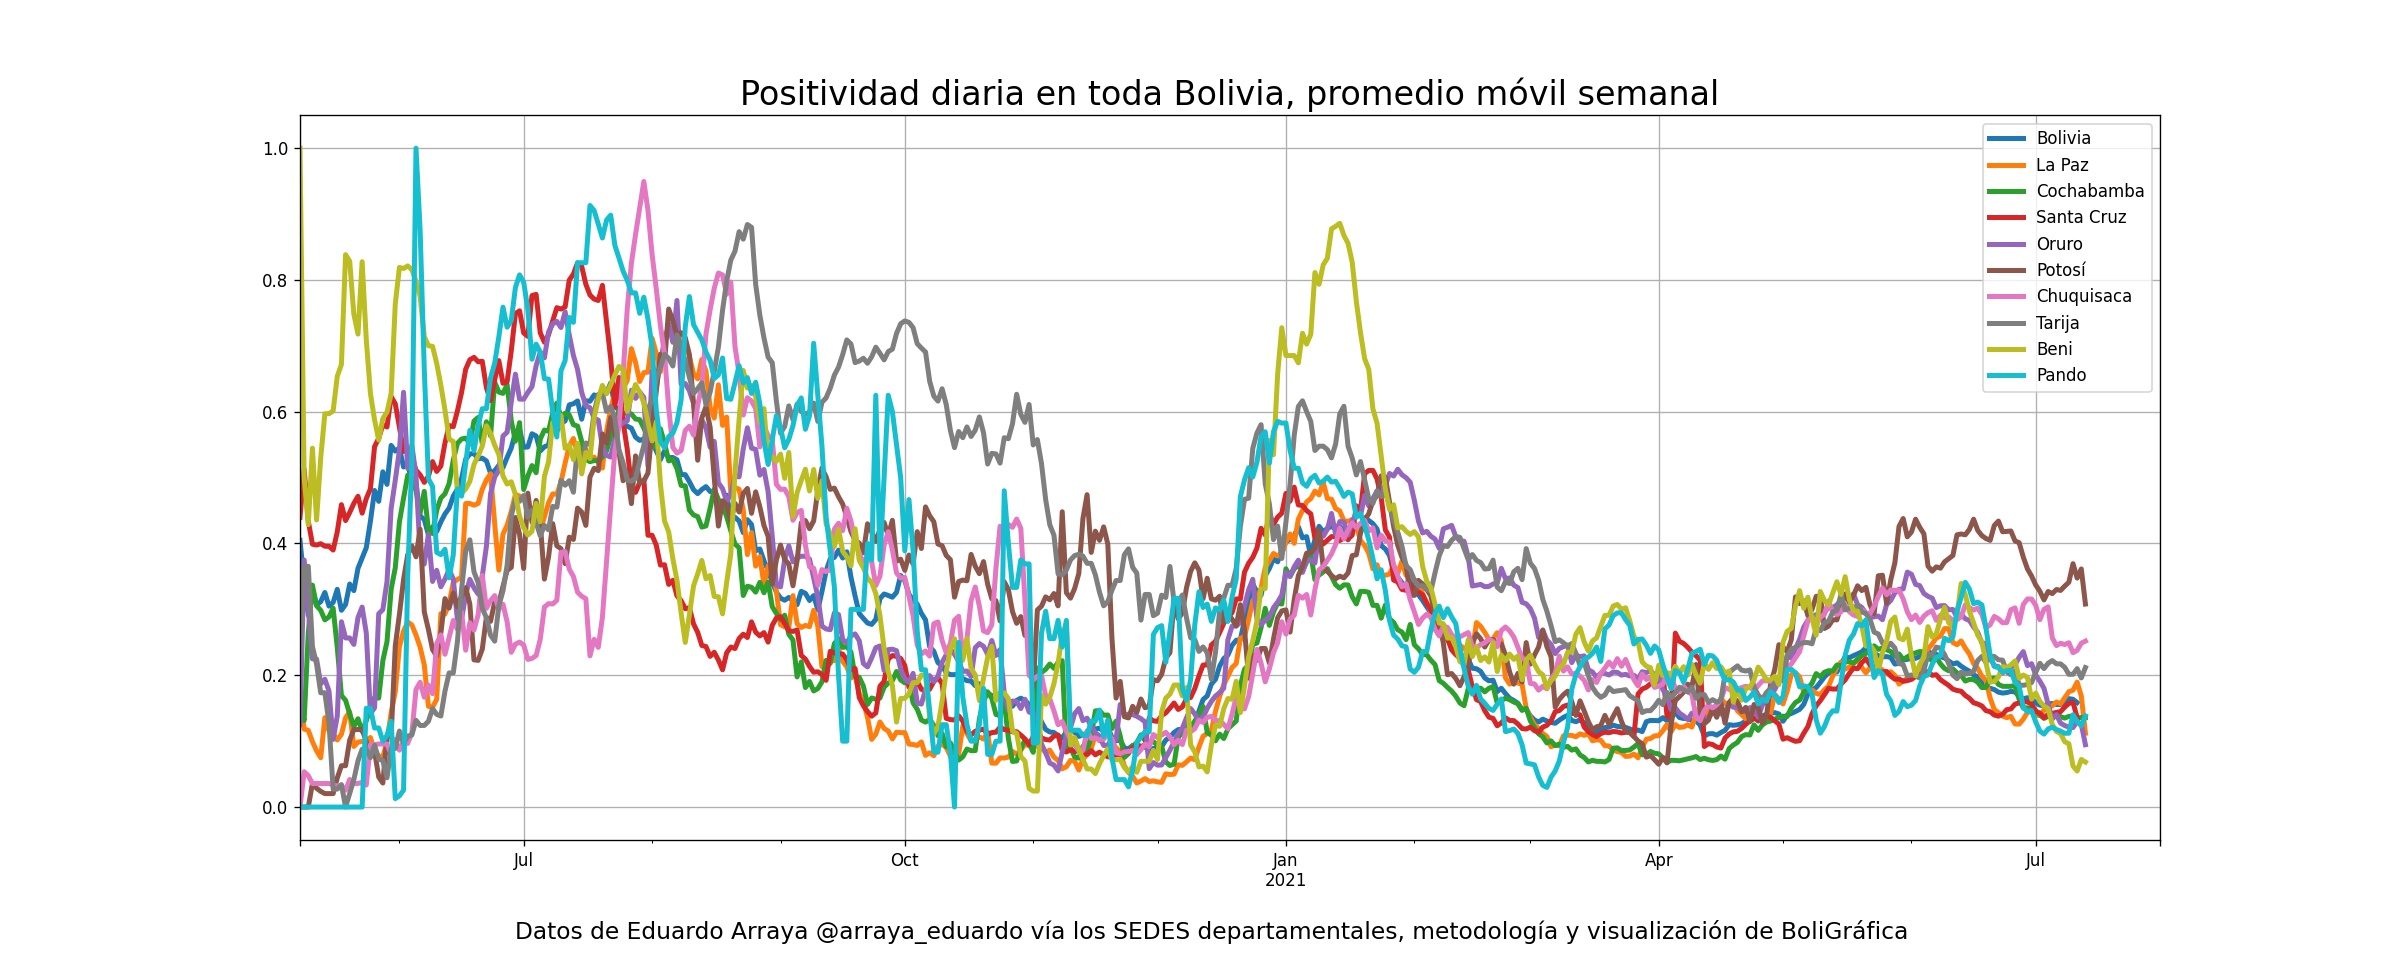 Positividad diaria en toda Bolivia, promedio móvil semanal
1.0
0.8
0.6
0.4
0.2
0.0
Bolivia
La Paz
Cochabamba
Santa Cruz
Oruro
Potosí
Chuquisaca
Tarija
Beni
Pando
Jul Oct Jan Apr Jul
2021
Datos de Eduardo Arraya @arraya_eduardo vía los SEDES departamentales, metodología y visualización de BoliGráfica